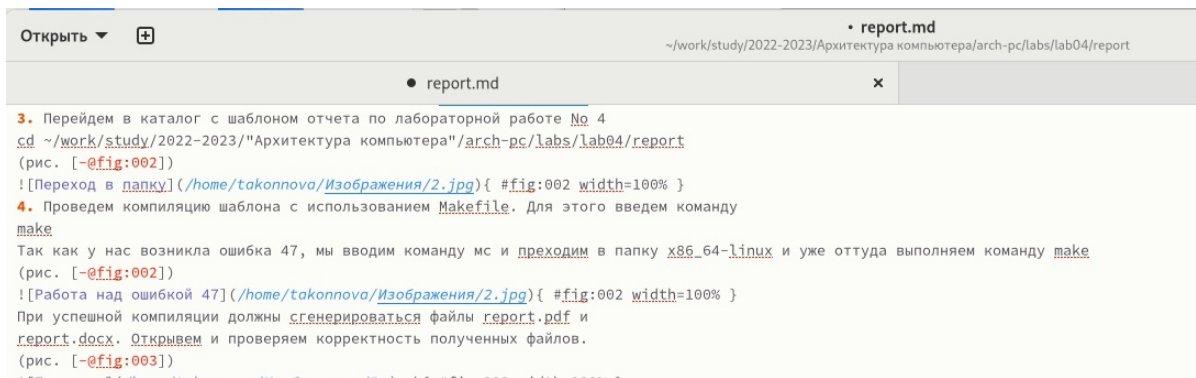 Открыть
• report.md
~/work/study/2022-2023/Архитектура компьютера/arch-pc/labs/lab04/report
● report.md ×
3. Перейдем в каталог с шаблоном отчета по лабораторной работе No 4
cd ~/work/study/2022-2023/"Архитектура компьютера"/arch-pc/labs/lab04/report
(рис. [-@fig:002])
![Переход в папку](/home/takonnova/Изображения/2.jpg){ #fig:002 width=100% }
4. Проведем компиляцию шаблона с использованием Makefile. Для этого введем команду
make
Так как у нас возникла ошибка 47, мы вводим команду мс и преходим в папку x86_64-linux и уже оттуда выполняем команду make
(рис. [-@fig:002])
![Работа над ошибкой 47](/home/takonnova/Изображения/2.jpg){ #fig:002 width=100% }
При успешной компиляции должны сгенерироваться файлы report.pdf и
report.docx. Открывем и проверяем корректность полученных файлов.
(рис. [-@fig:003])